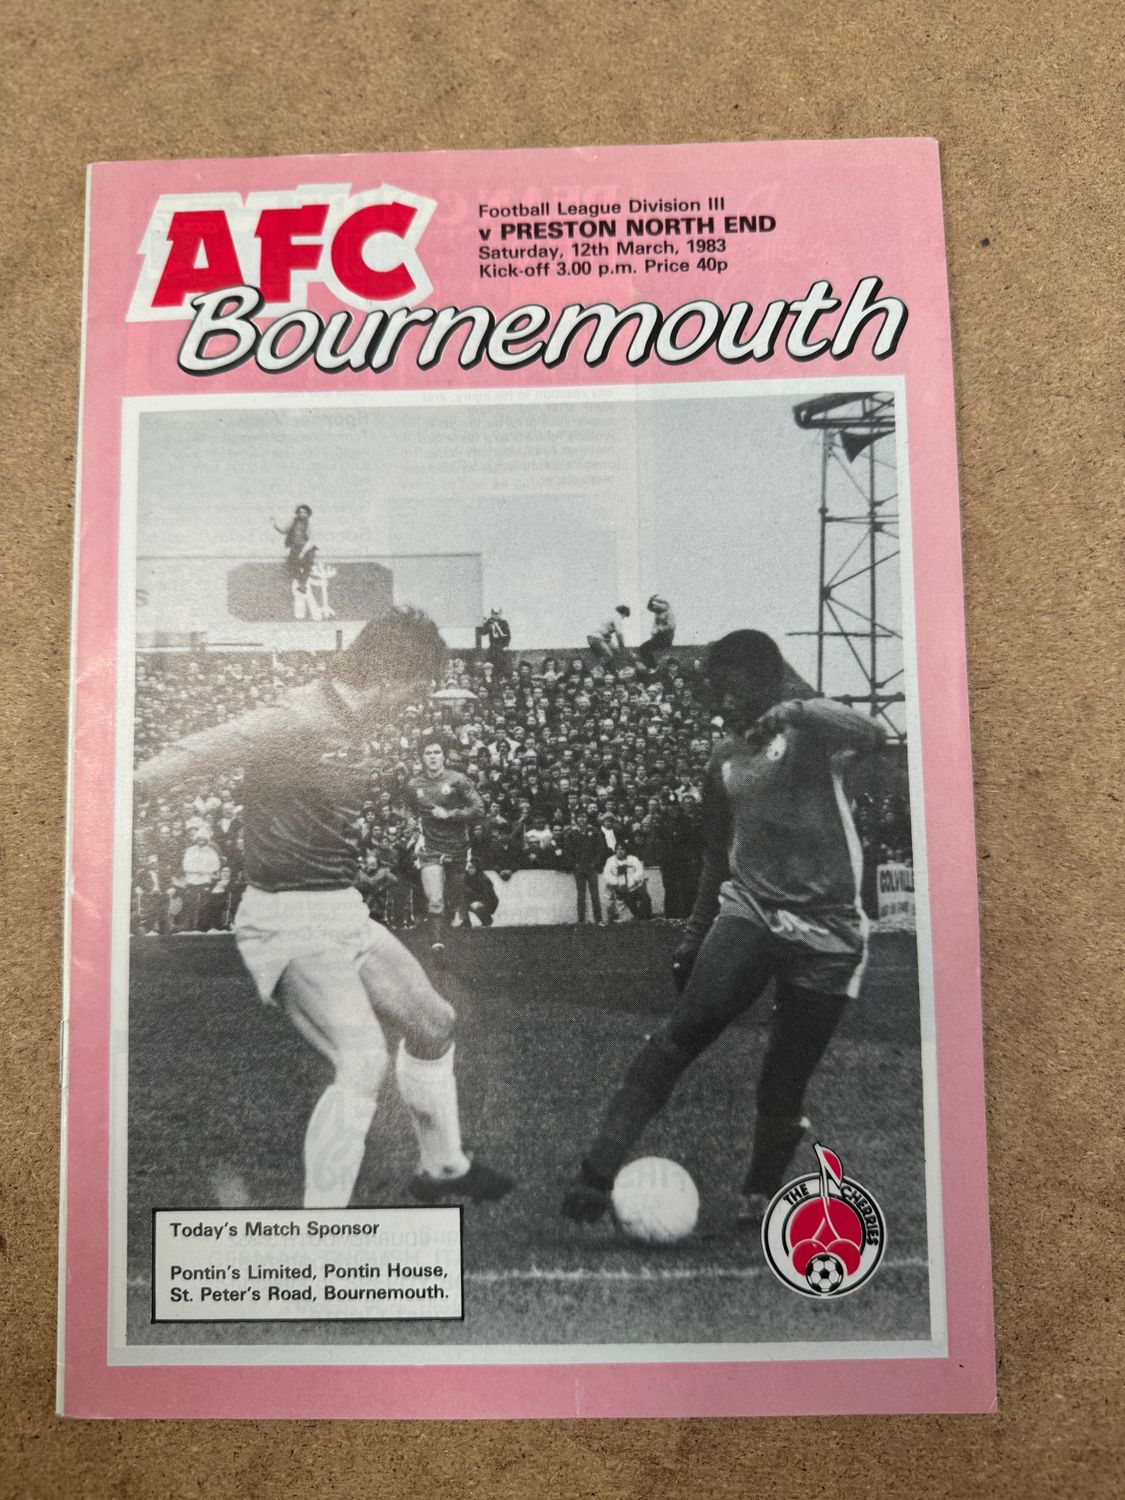 AFC
Bournemouth
Football League Division III
v PRESTON NORTH END
Saturday, 12th March, 1983
Kick-off 3.00 p.m. Price 40p
Today's Match Sponsor
Pontin's Limited, Pontin House,
St. Peter's Road, Bournemouth.
THE CHERRIES